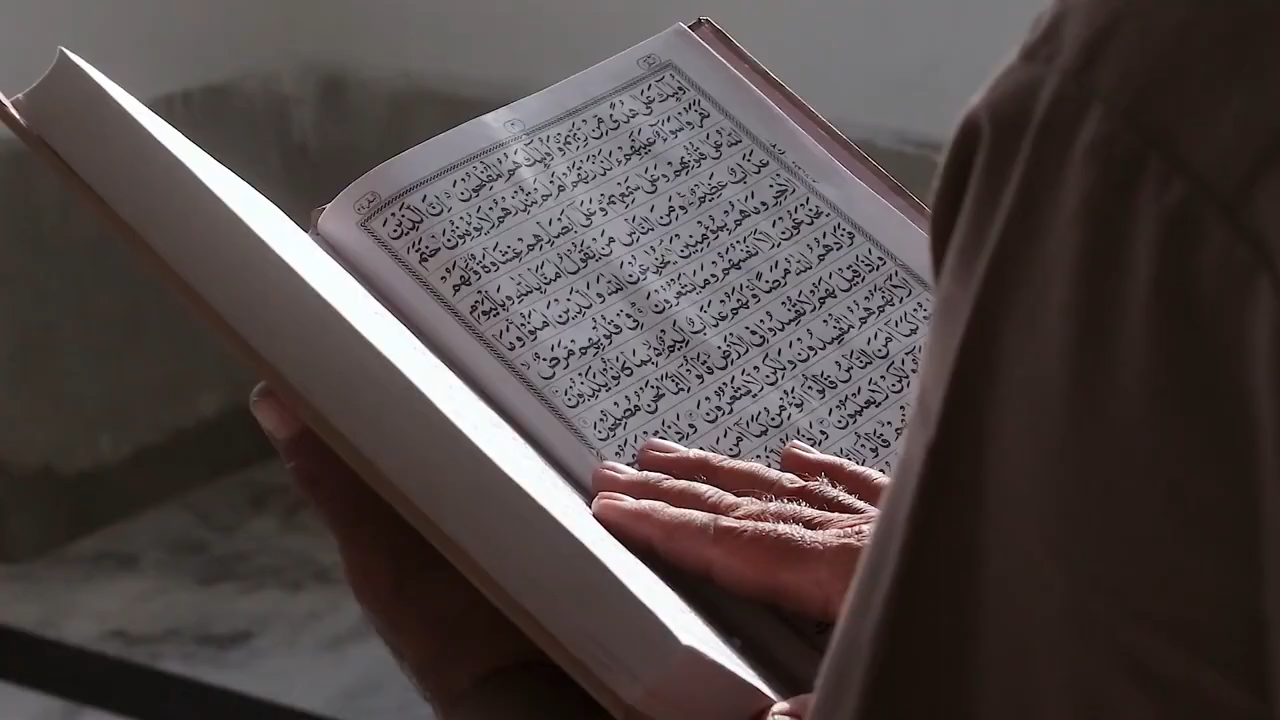 أُولَٰئِكَ عَلَىٰ هُدًى مِّن رَّبِّهِمْ وَأُولَٰئِكَ هُمُ الْمُفْلِحُونَ إِنَّ الَّذِينَ
كَفَرُوا سَوَاءٌ عَلَيْهِمْ أَأَنذَرْتَهُمْ أَمْ لَمْ تُنذِرْهُمْ لَا يُؤْمِنُونَ خَتَمَ
اللَّهُ عَلَىٰ قُلُوبِهِمْ وَعَلَىٰ سَمْعِهِمْ وَعَلَىٰ أَبْصَارِهِمْ غِشَاوَةٌ وَلَهُمْ
عَذَابٌ عَظِيمٌ وَمِنَ النَّاسِ مَن يَقُولُ آمَنَّا بِاللَّهِ وَبِالْيَوْمِ
الْآخِرِ وَمَا هُم بِمُؤْمِنِينَ يُخَادِعُونَ اللَّهَ وَالَّذِينَ آمَنُوا وَمَا
يَخْدَعُونَ إِلَّا أَنفُسَهُمْ وَمَا يَشْعُرُونَ فِي قُلُوبِهِم مَّرَضٌ
فَزَادَهُمُ اللَّهُ مَرَضًا وَلَهُمْ عَذَابٌ أَلِيمٌ بِمَا كَانُوا يَكْذِبُونَ
وَإِذَا قِيلَ لَهُمْ لَا تُفْسِدُوا فِي الْأَرْضِ قَالُوا إِنَّمَا نَحْنُ مُصْلِحُونَ
أَلَا إِنَّهُمْ هُمُ الْمُفْسِدُونَ وَلَٰكِن لَّا يَشْعُرُونَ وَإِذَا
كَمَا آمَنَ النَّاسُ قَالُوا أَنُؤْمِنُ كَمَا آمَنَ
وَلَٰكِن لَّا يَعْلَمُونَ وَإِذَا
قَالُوا